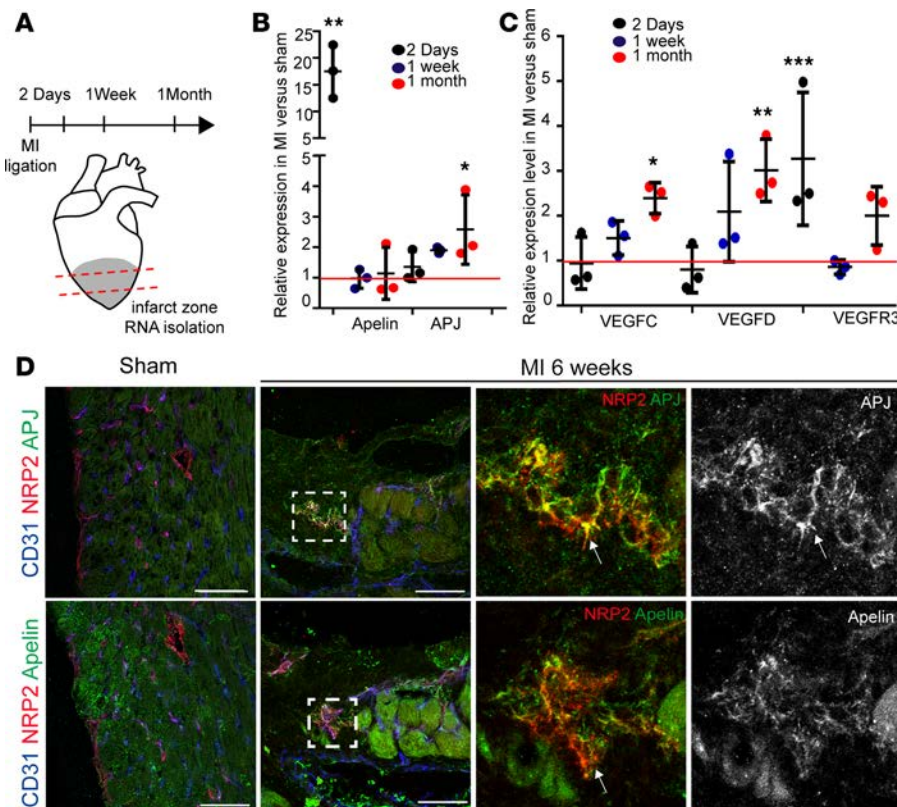 A
2 Days 1Week 1Month
MI
ligation
infarct zone
RNA isolation
B
Relative expression in MI versus sham
**
2 Days
1 week
1 month
25
20
15
10
5
4
3
*
2
1
0
Apelin APJ
C
Relative expression level in MI versus sham
2 Days
1 week
1 month
6
5
4
3
2
1
0
*
**
***
VEGFC VEGFD VEGFR3
D
Sham
MI 6 weeks
CD31 NRP2 APJ
NRP2 APJ
APJ
CD31 NRP2 Apelin
NRP2 Apelin
Apelin